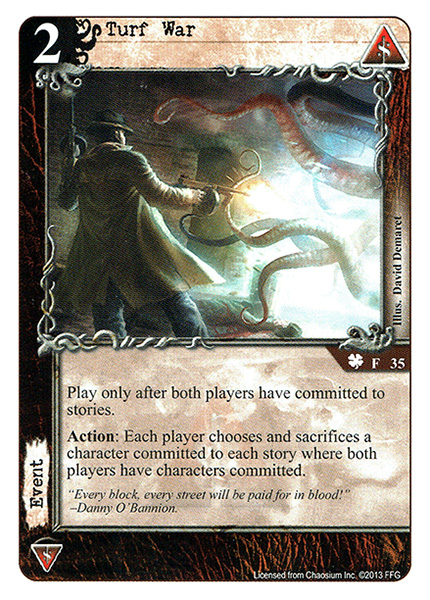 2
Turf War
Illus. David Demaret
F 35
Play only after both players have committed to
stories.
Action: Each player chooses and sacrifices a
character committed to each story where both
players have characters committed.
“Every block, every street will be paid for in blood!”
–Danny O’Bannion.
Event
Licensed from Chaosium Inc. ©2013 FFG